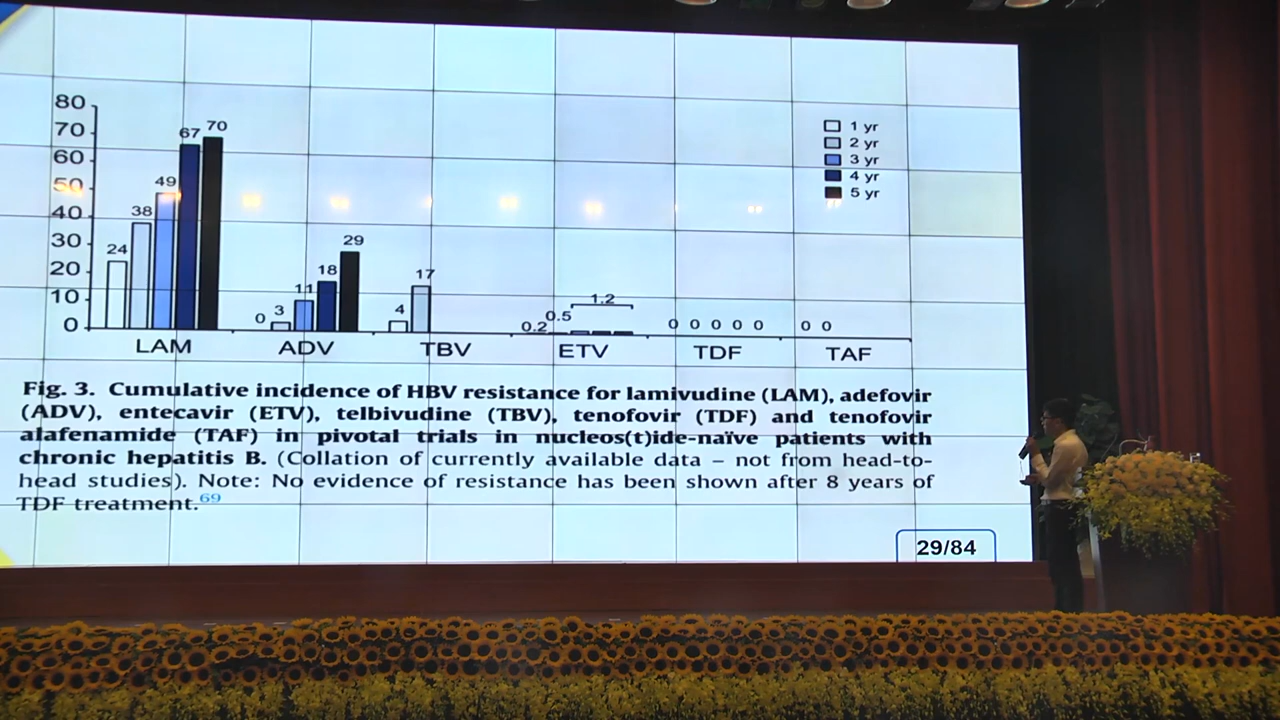 80
70
60
50
40
30
20
10
0
24
38
49
67
70
0
3
11
18
29
4
17
0.2
0.5
1.2
0 0 0 0 0
0 0
LAM
ADV
TBV
ETV
TDF
TAF
1 yr
2 yr
3 yr
4 yr
5 yr
Fig. 3. Cumulative incidence of HBV resistance for lamivudine (LAM), adefovir
(ADV), entecavir (ETV), telbivudine (TBV), tenofovir (TDF) and tenofovir
alafenamide (TAF) in pivotal trials in nucleos(t)ide-naïve patients with
chronic hepatitis B. (Collation of currently available data – not from head-to-
head studies). Note: No evidence of resistance has been shown after 8 years of
TDF treatment.69
29/84